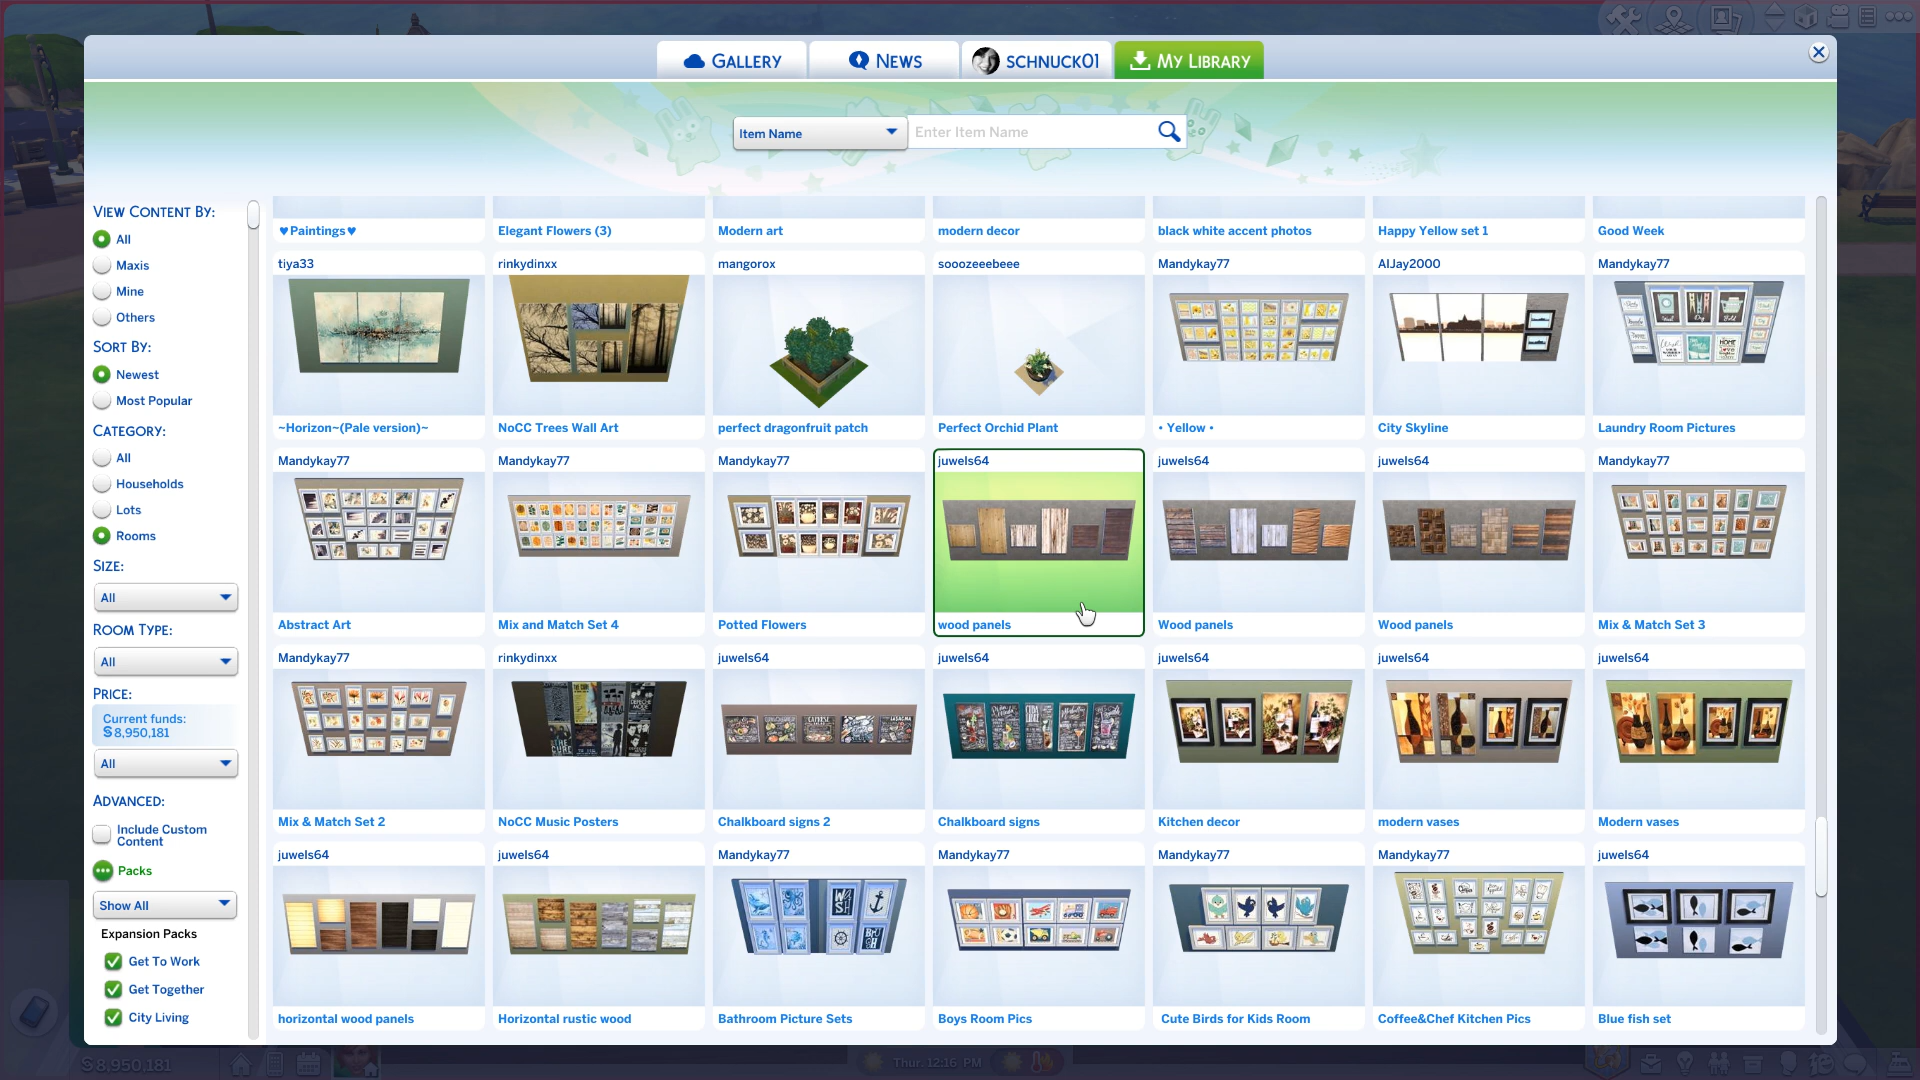 GALLERY
NEWS
SCHNUCK01
MY LIBRARY
Item Name
Enter Item Name
VIEW CONTENT BY:
All
Maxis
Mine
Others
SORT BY:
Newest
Most Popular
CATEGORY:
All
Households
Lots
Rooms
SIZE:
All
ROOM TYPE:
All
PRICE:
Current funds:
§8,950,181
All
ADVANCED:
Include Custom
Content
Packs
Show All
Expansion Packs
Get To Work
Get Together
City Living
♥Paintings♥
Elegant Flowers (3)
Modern art
modern decor
black white accent photos
Happy Yellow set 1
Good Week
tiya33
rinkydinxx
mangorox
sooozeeebeee
Mandykay77
AlJay2000
Mandykay77
~Horizon~(Pale version)~
NoCC Trees Wall Art
perfect dragonfruit patch
Perfect Orchid Plant
• Yellow •
City Skyline
Laundry Room Pictures
Mandykay77
Mandykay77
Mandykay77
juwels64
juwels64
juwels64
Mandykay77
Abstract Art
Mix and Match Set 4
Potted Flowers
wood panels
Wood panels
Wood panels
Mix & Match Set 3
Mandykay77
rinkydinxx
juwels64
juwels64
juwels64
juwels64
juwels64
Mix & Match Set 2
NoCC Music Posters
Chalkboard signs 2
Chalkboard signs
Kitchen decor
modern vases
Modern vases
juwels64
juwels64
Mandykay77
Mandykay77
Mandykay77
Mandykay77
juwels64
horizontal wood panels
Horizontal rustic wood
Bathroom Picture Sets
Boys Room Pics
Cute Birds for Kids Room
Coffee&Chef Kitchen Pics
Blue fish set
§8,950,181
Thur. 12:16 PM